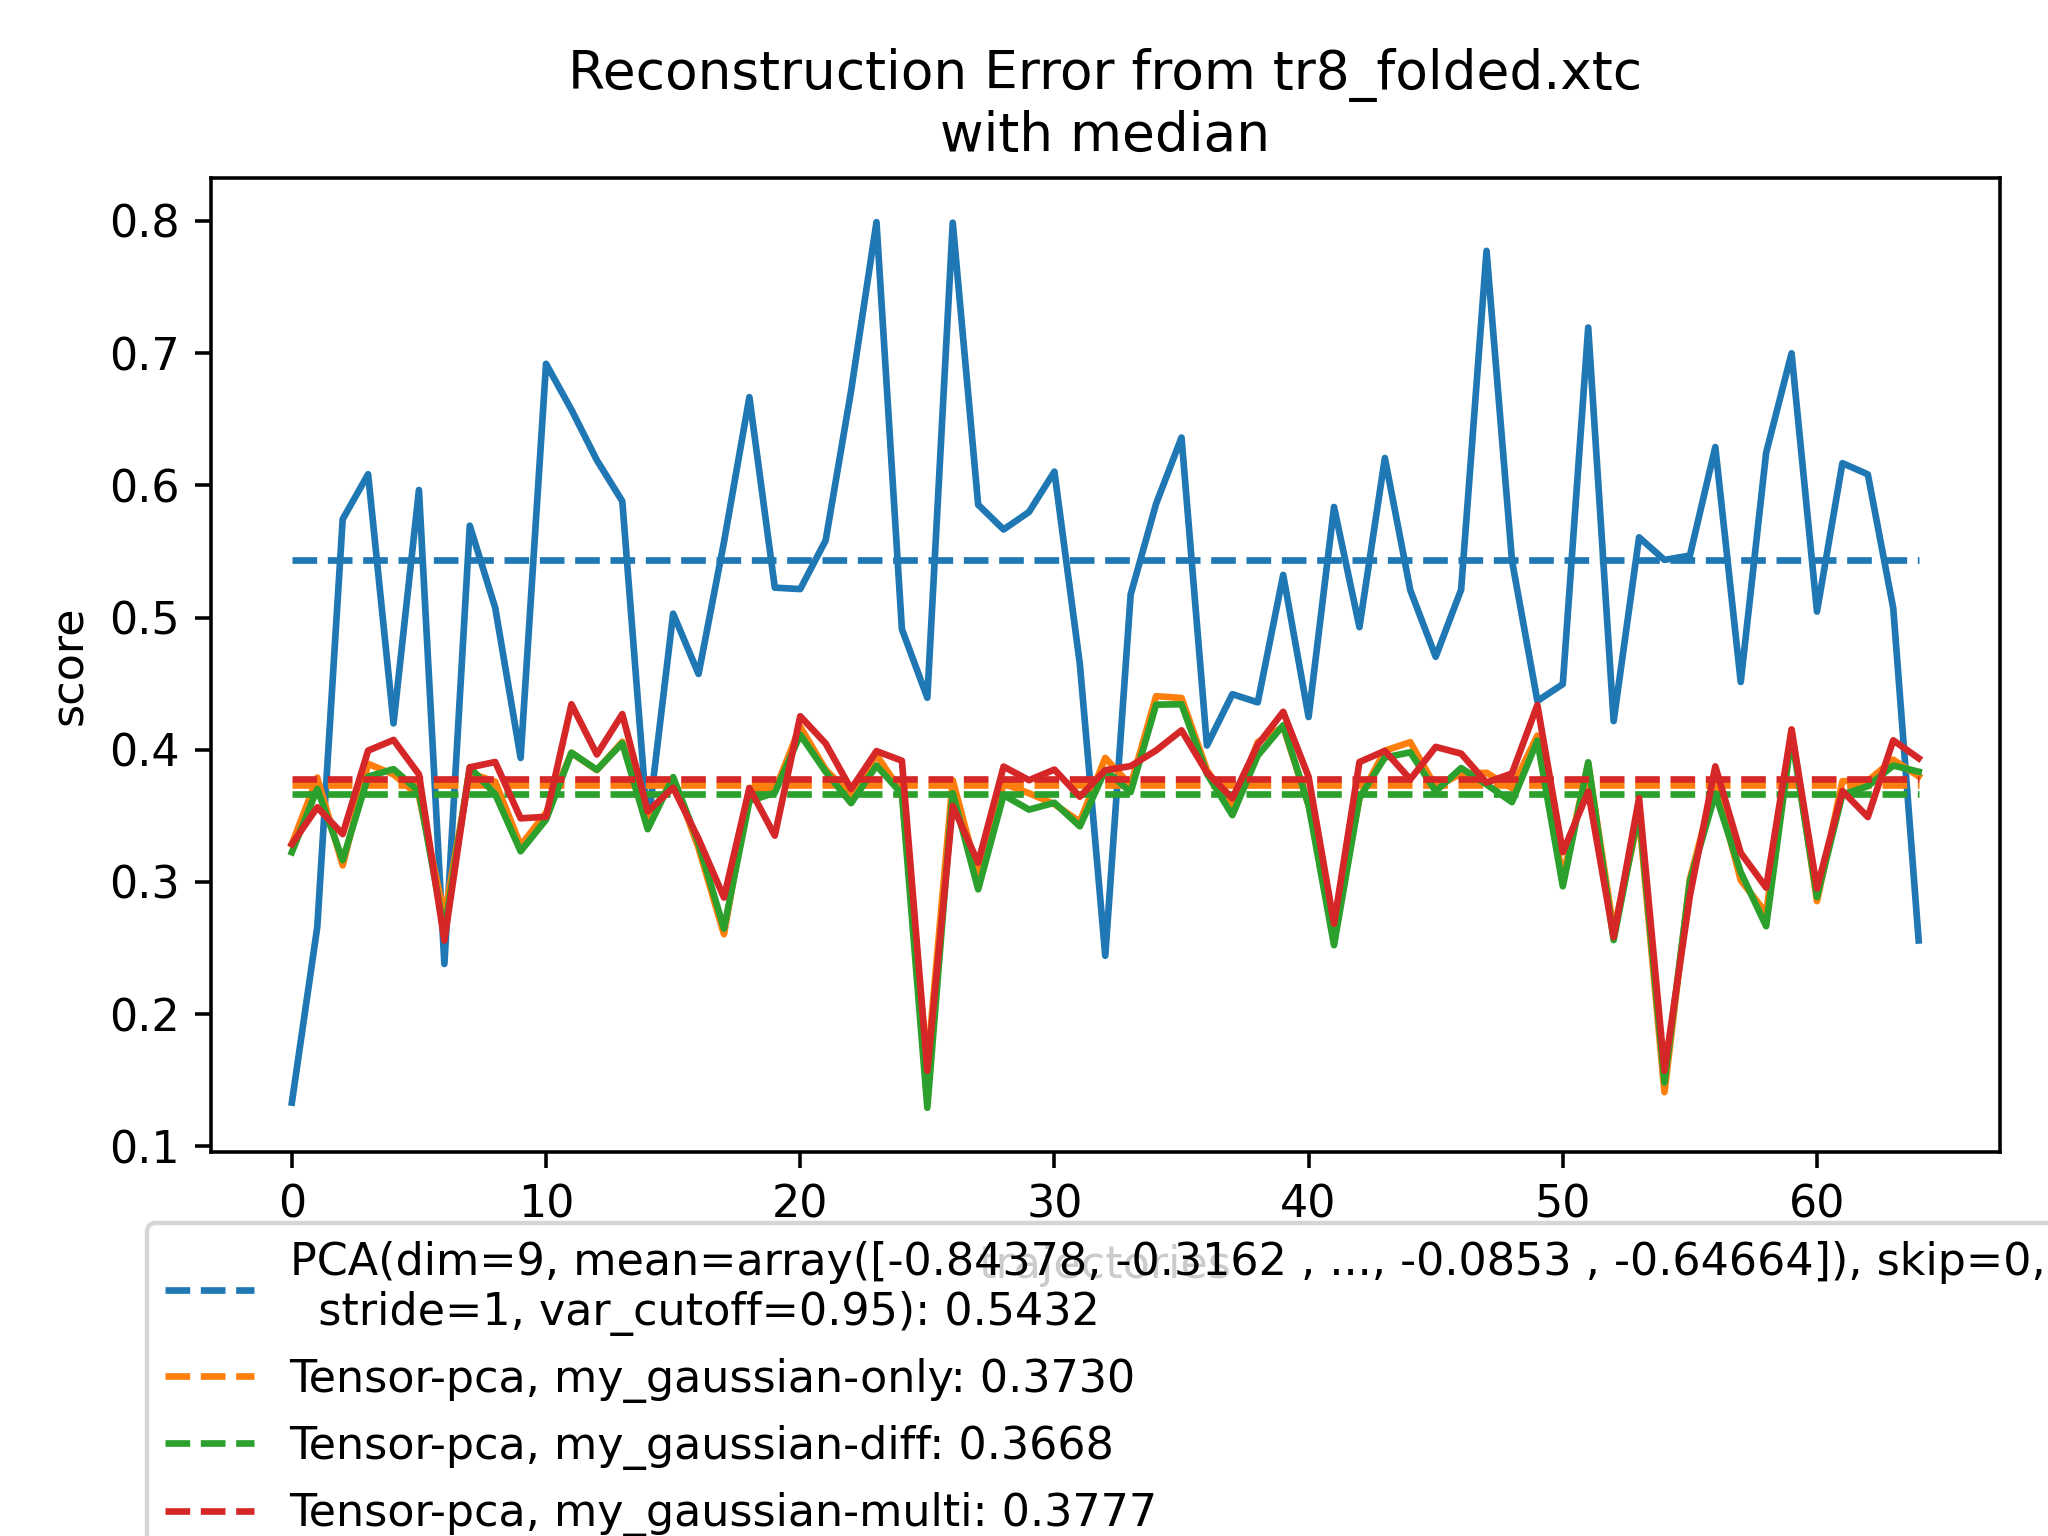 Reconstruction Error from tr8_folded.xtc
with median
score
0.8
0.7
0.6
0.5
0.4
0.3
0.2
0.1
0 10 20 30 40 50 60
trajectories
PCA(dim=9, mean=array([-0.84378, -0.3162 , ..., -0.0853 , -0.64664]), skip=0,
stride=1, var_cutoff=0.95): 0.5432
Tensor-pca, my_gaussian-only: 0.3730
Tensor-pca, my_gaussian-diff: 0.3668
Tensor-pca, my_gaussian-multi: 0.3777